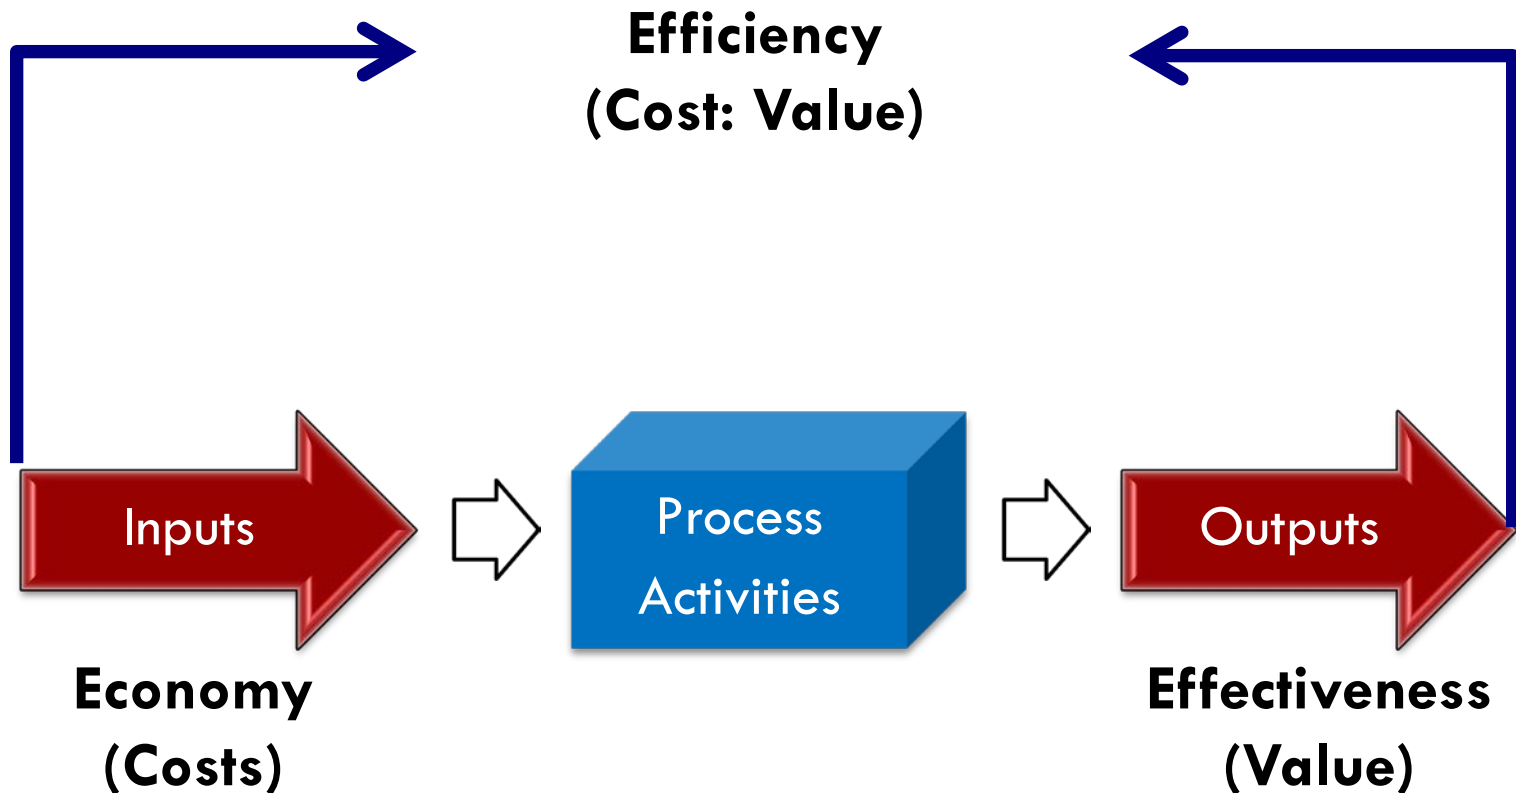 Efficiency
(Cost: Value)
Inputs
Process
Activities
Outputs
Economy
(Costs)
Effectiveness
(Value)